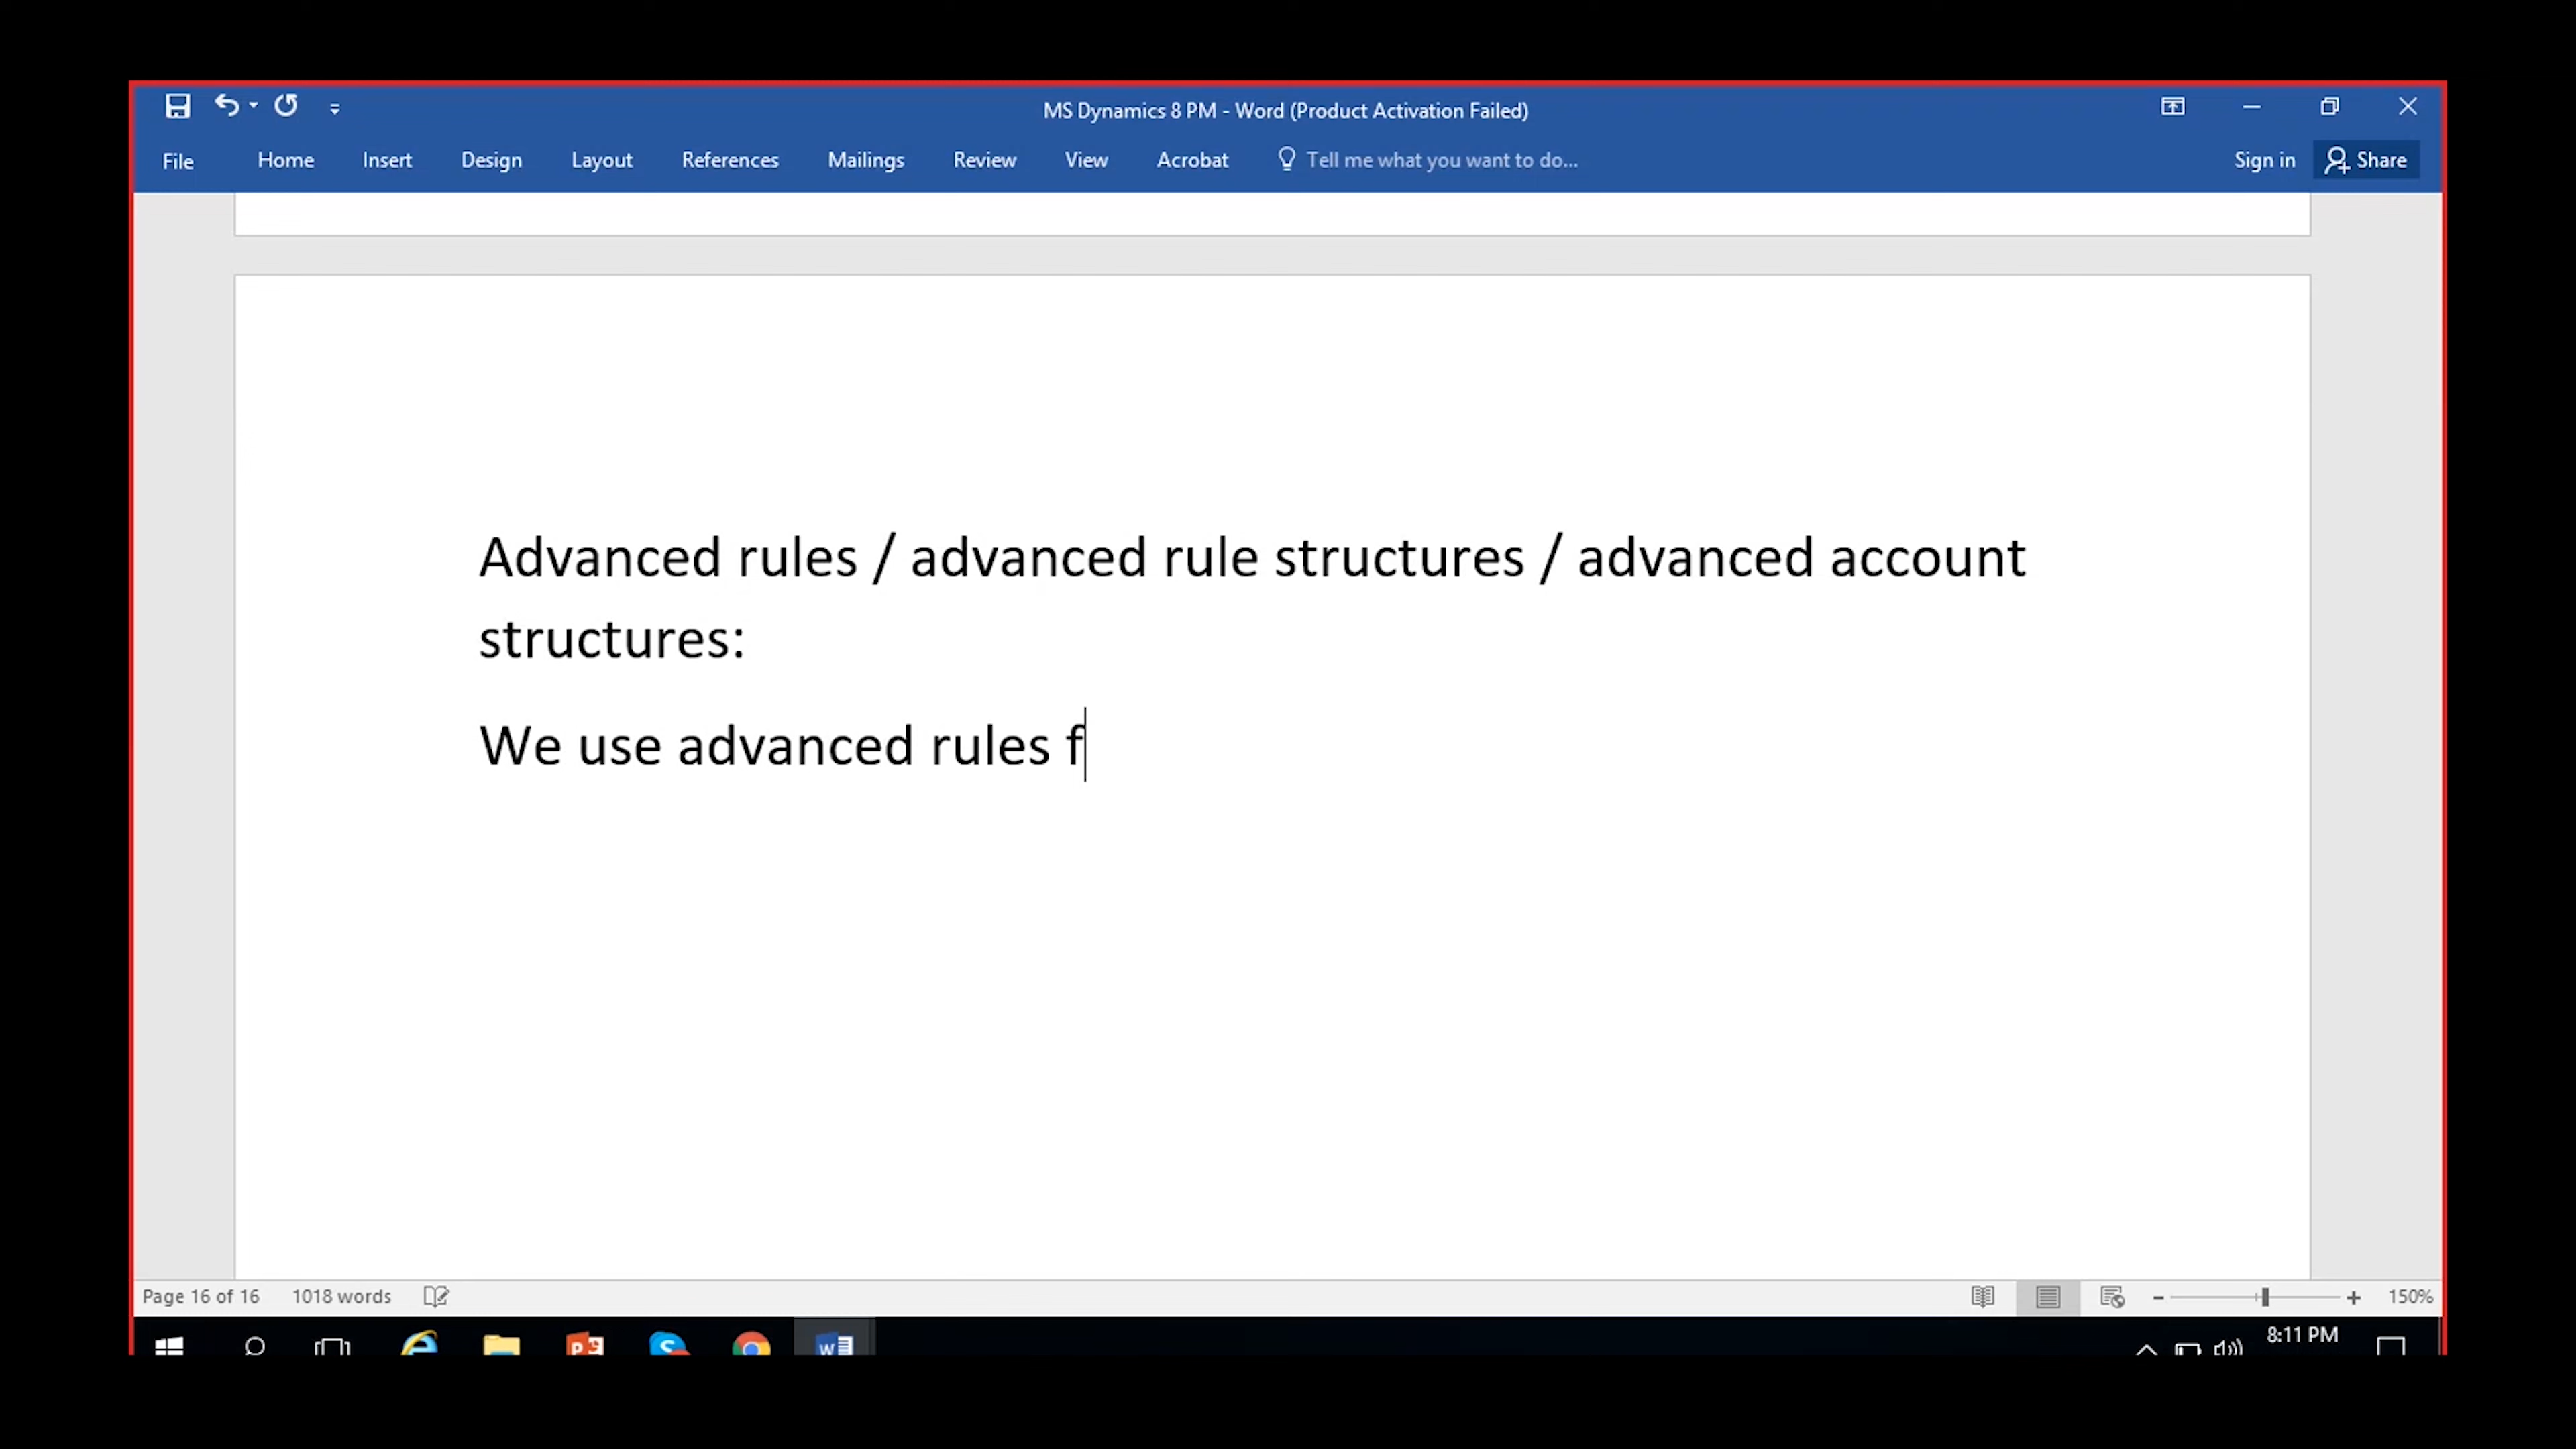 MS Dynamics 8 PM - Word (Product Activation Failed)
File Home Insert Design Layout References Mailings Review View Acrobat Tell me what you want to do... Sign in Share
Advanced rules / advanced rule structures / advanced account
structures:
We use advanced rules f
Page 16 of 16 1018 words 150%
8:11 PM